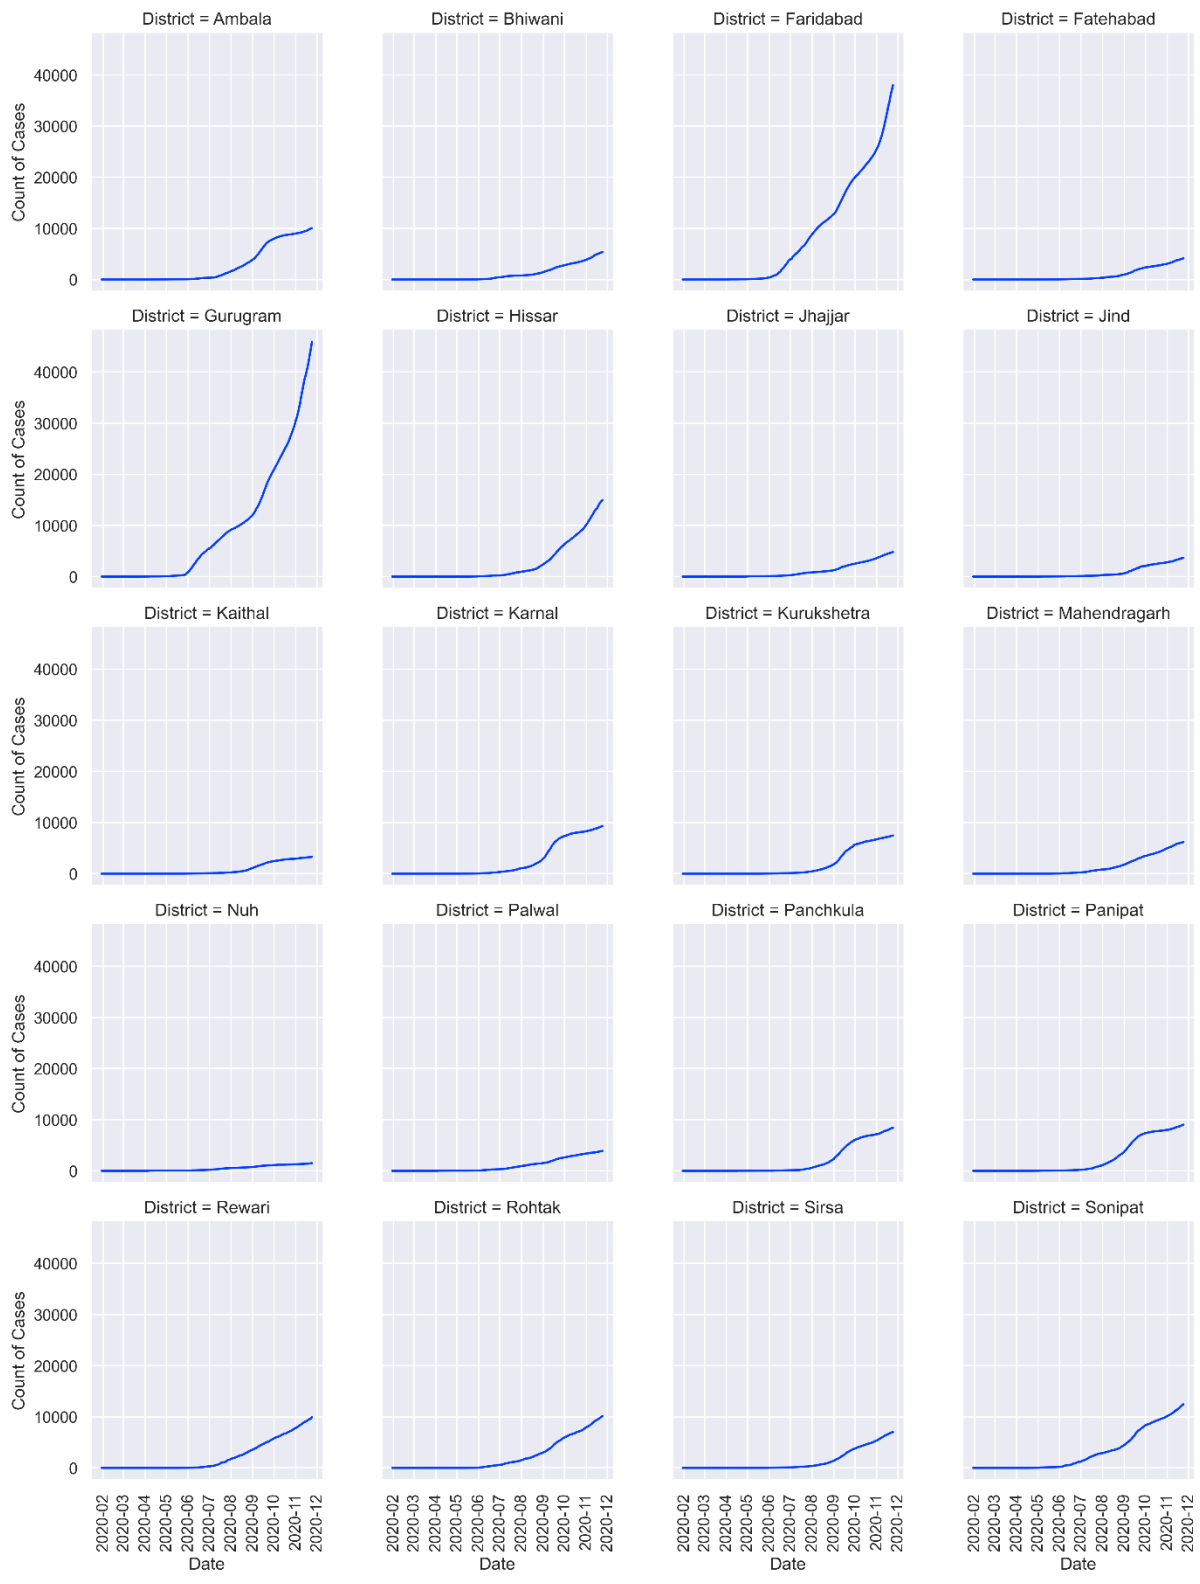 District = Ambala
District = Bhiwani
District = Faridabad
District = Fatehabad
40000
30000
20000
10000
0
Count of Cases
District = Gurugram
District = Hissar
District = Jhajjar
District = Jind
40000
30000
20000
10000
0
Count of Cases
District = Kaithal
District = Karnal
District = Kurukshetra
District = Mahendragarh
40000
30000
20000
10000
0
Count of Cases
District = Nuh
District = Palwal
District = Panchkula
District = Panipat
40000
30000
20000
10000
0
Count of Cases
District = Rewari
District = Rohtak
District = Sirsa
District = Sonipat
40000
30000
20000
10000
0
Count of Cases
2020-02
2020-03
2020-04
2020-05
2020-06
2020-07
2020-08
2020-09
2020-10
2020-11
2020-12
Date
2020-02
2020-03
2020-04
2020-05
2020-06
2020-07
2020-08
2020-09
2020-10
2020-11
2020-12
Date
2020-02
2020-03
2020-04
2020-05
2020-06
2020-07
2020-08
2020-09
2020-10
2020-11
2020-12
Date
2020-02
2020-03
2020-04
2020-05
2020-06
2020-07
2020-08
2020-09
2020-10
2020-11
2020-12
Date